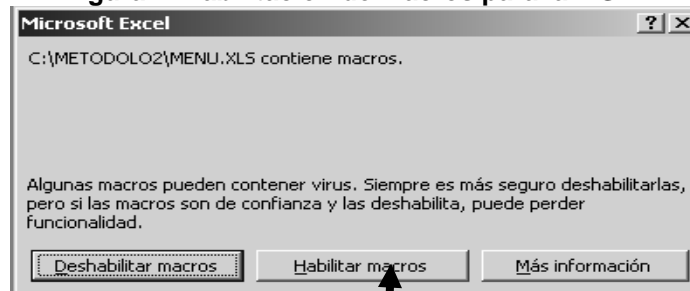 Microsoft Excel
C:\METODOLO2\MENU.XLS contiene macros.
Algunas macros pueden contener virus. Siempre es más seguro deshabilitarlas,
pero si las macros son de confianza y las deshabilita, puede perder
funcionalidad.
Deshabilitar macros Habilitar macros Más información